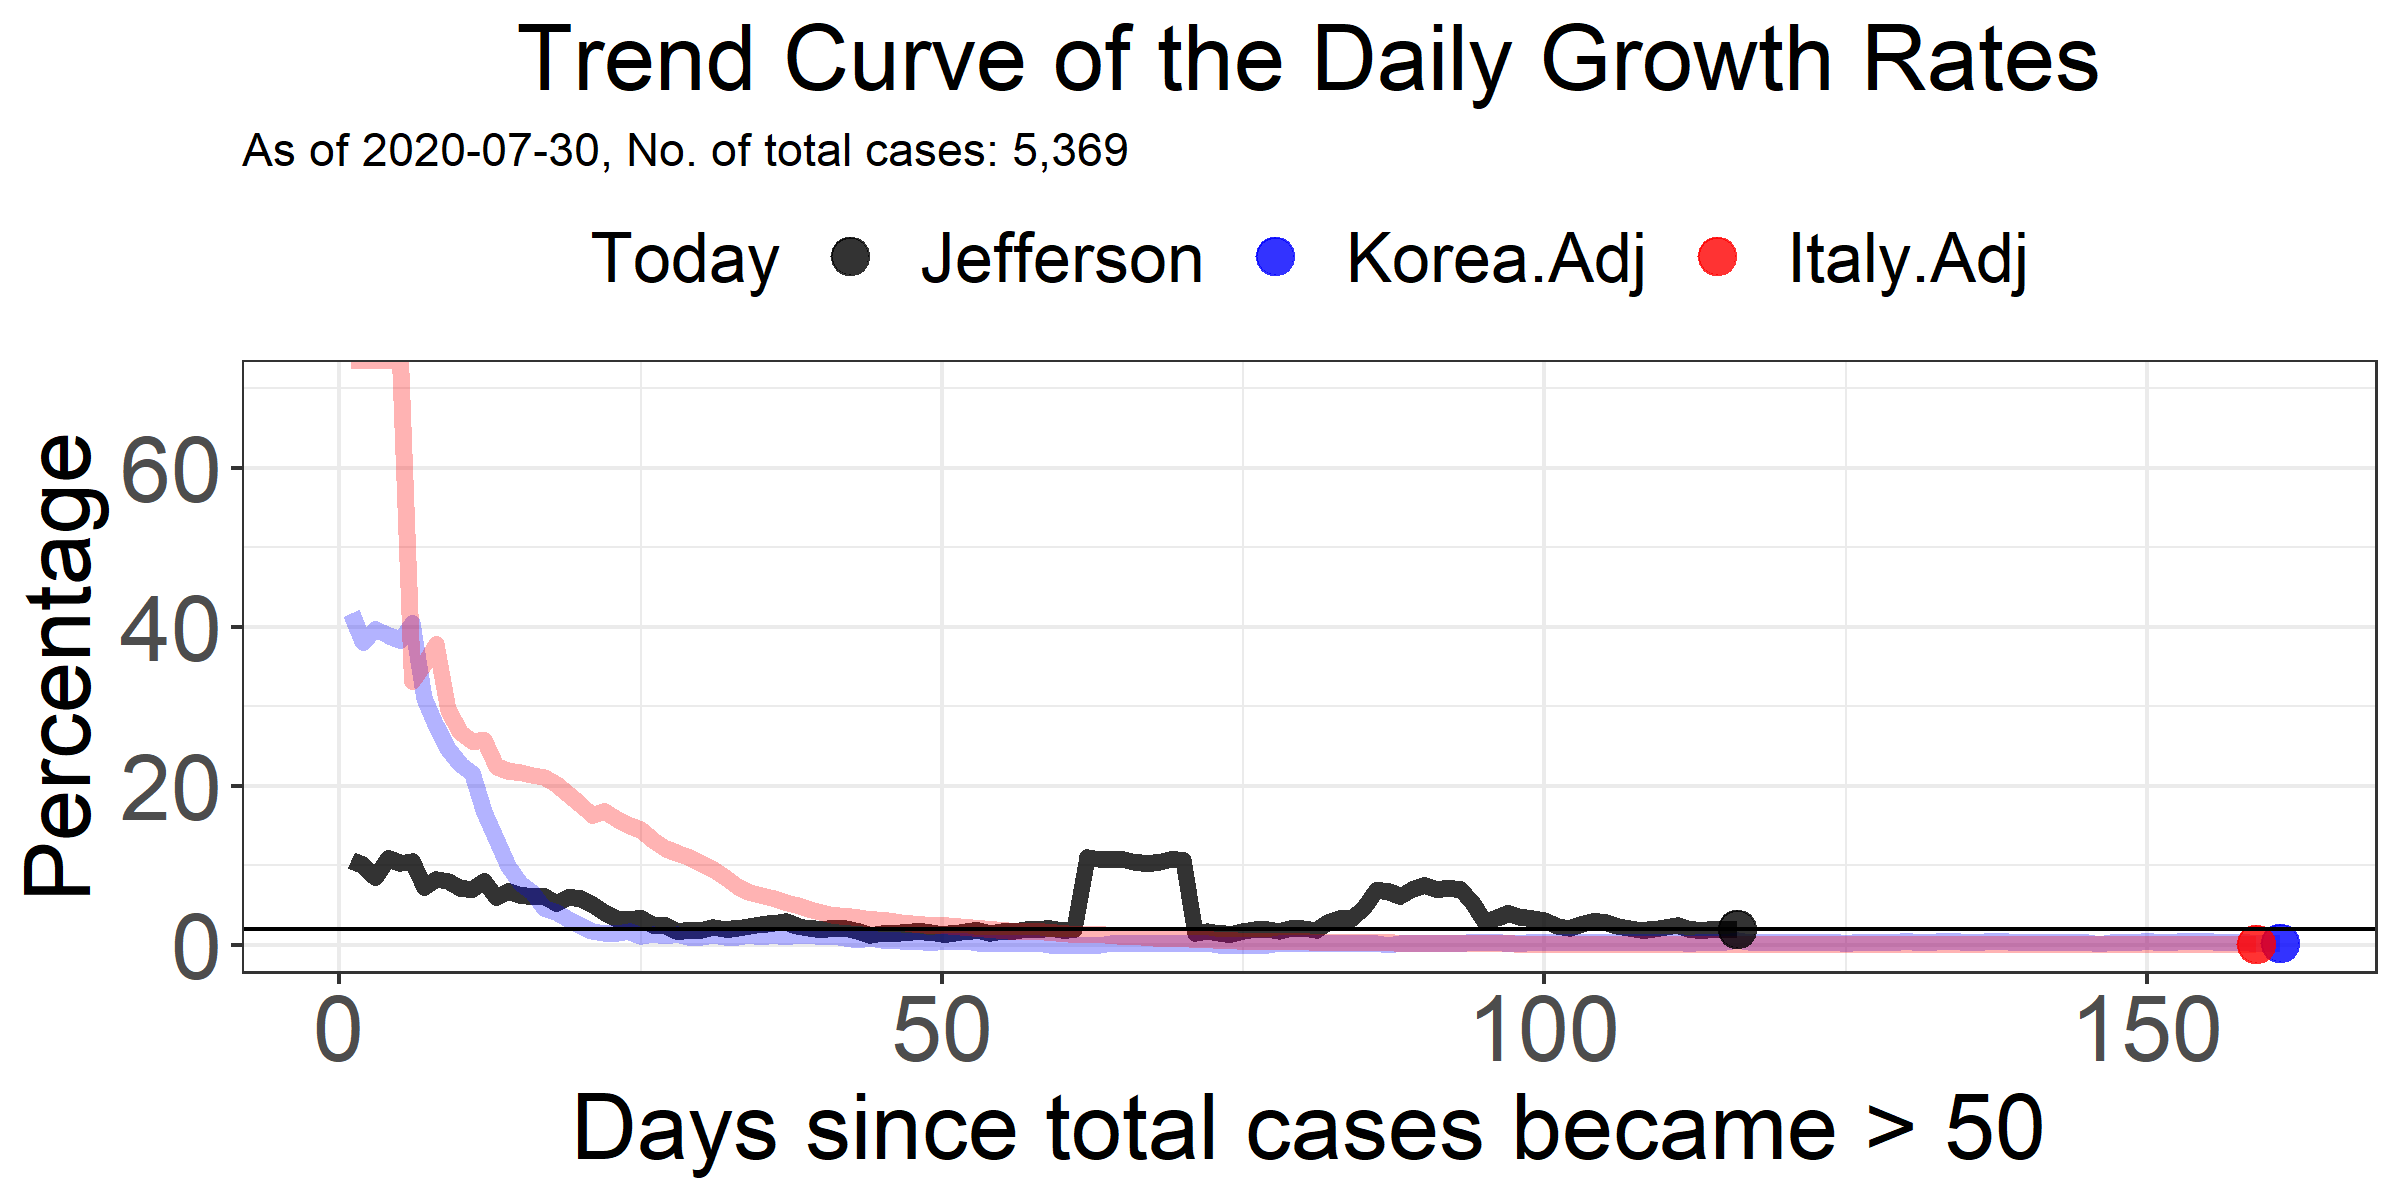 Trend Curve of the Daily Growth Rates
As of 2020-07-30, No. of total cases: 5,369
Today Jefferson Korea.Adj Italy.Adj
Percentage
60
40
20
0
0 50 100 150
Days since total cases became > 50